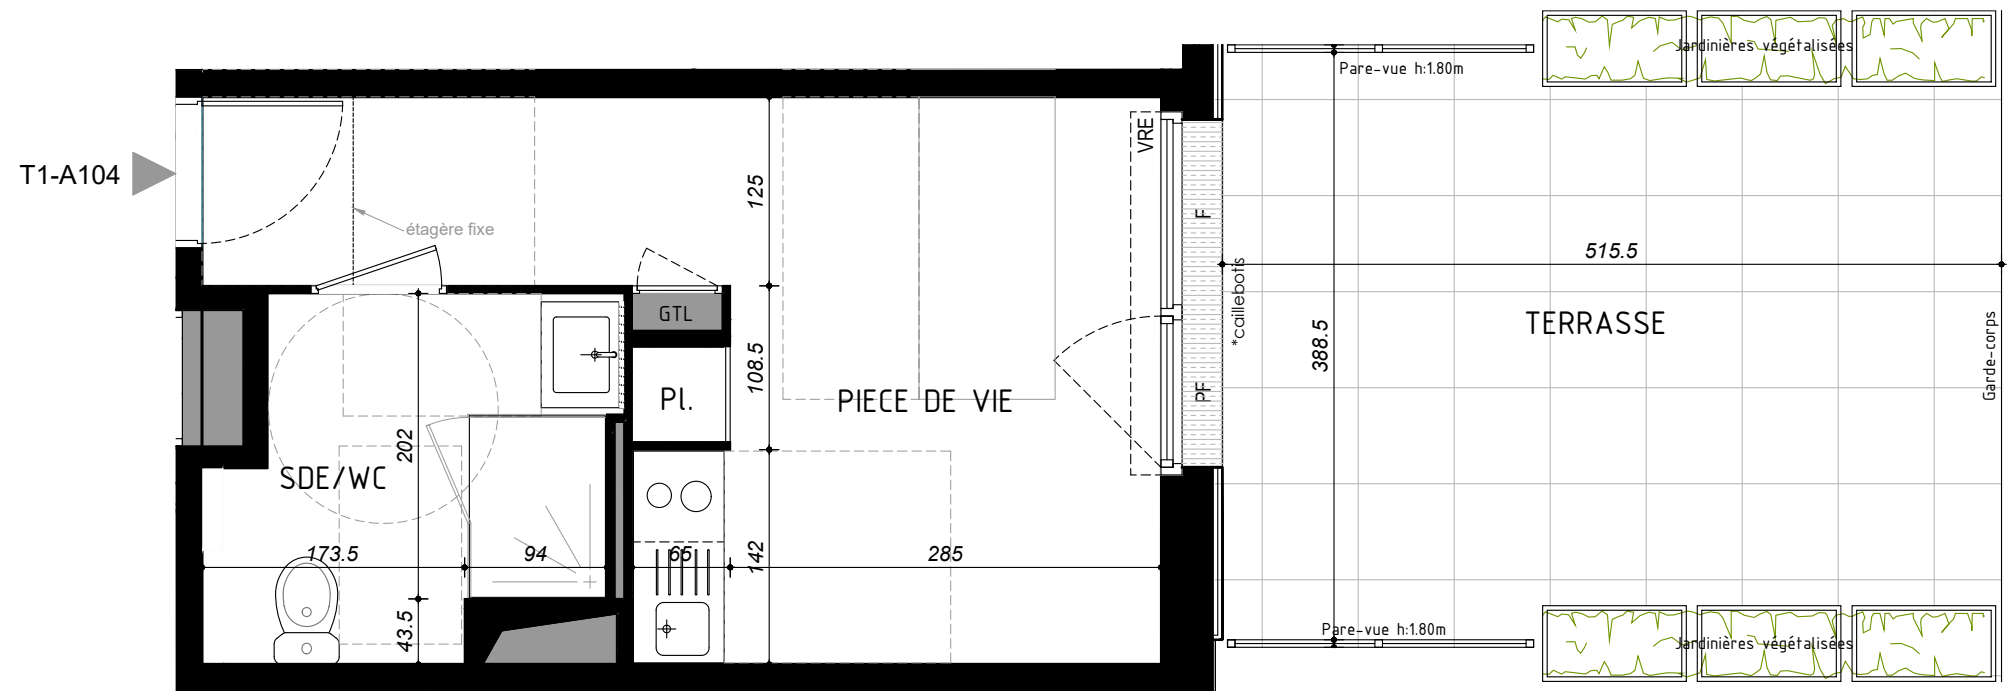 Jardinières végétalisées
Pare-vue h:1.80m
T1-A104
VRE
125
étagère fixe
F
515.5
*caillebotis
GTL
TERRASSE
388.5
Garde-corps
108.5
Pl.
PIECE DE VIE
PF
202
SDE/WC
173.5
94
65
142
285
43.5
Pare-vue h:1.80m
Jardinières végétalisées